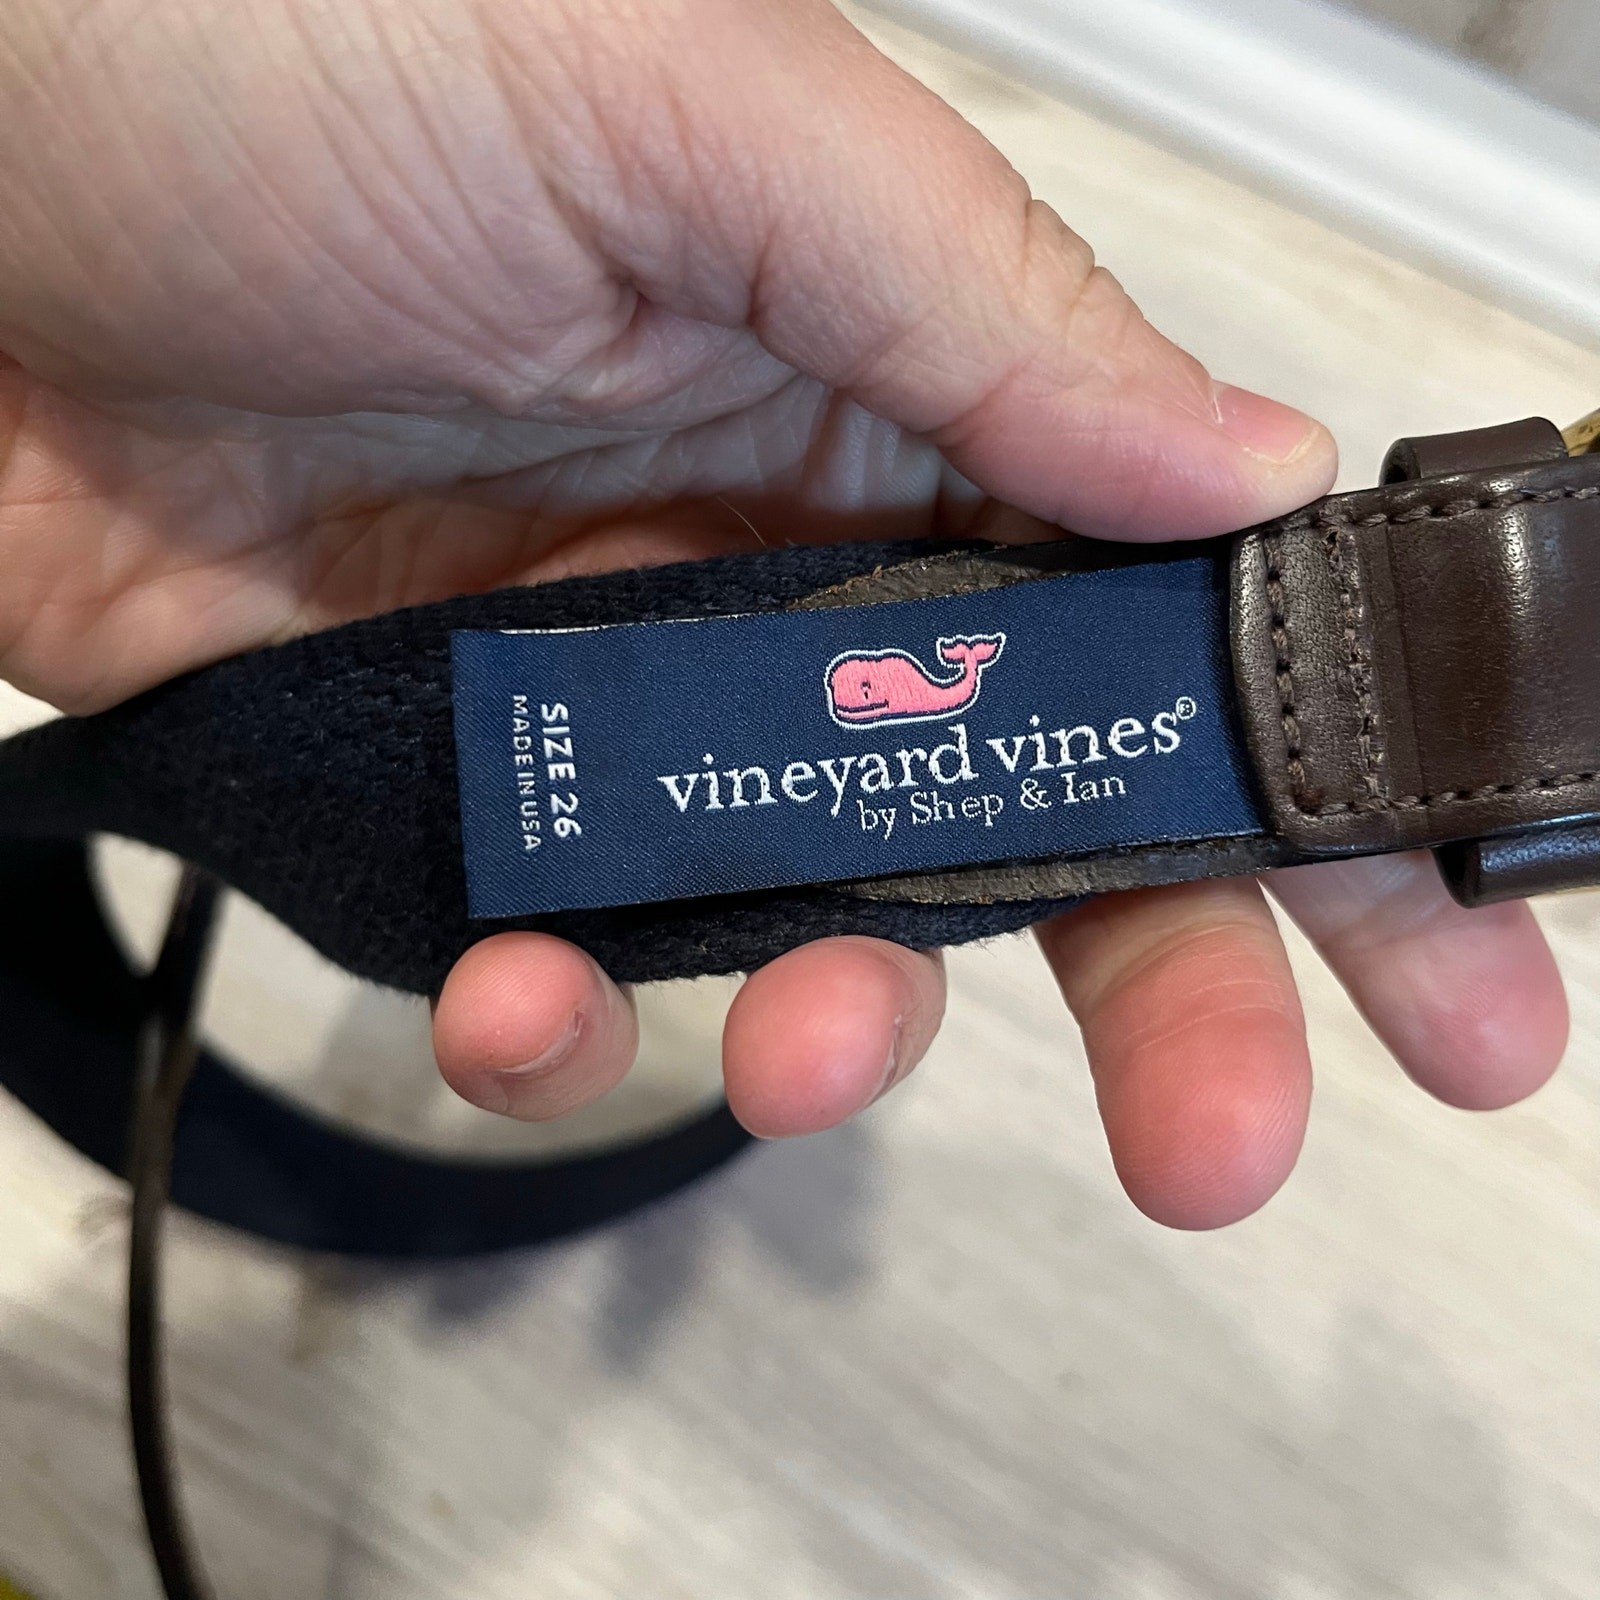 vineyard vines®
by Shep & Ian
SIZE 26
MADE IN USA